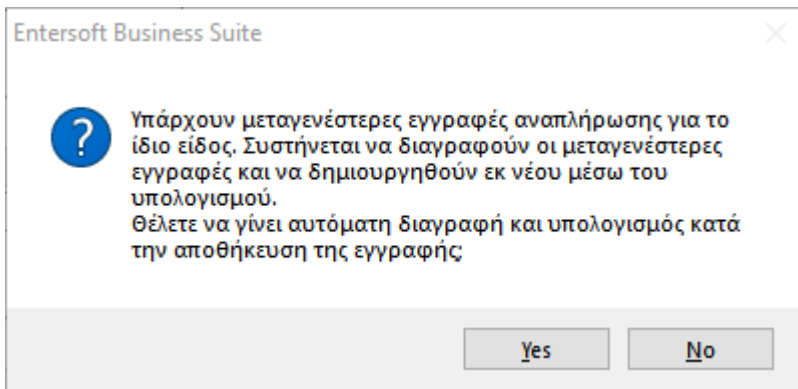 Entersoft Business Suite
Υπάρχουν μεταγενέστερες εγγραφές αναπλήρωσης για το
ίδιο είδος. Συστήνεται να διαγραφούν οι μεταγενέστερες
εγγραφές και να δημιουργηθούν εκ νέου μέσω του
υπολογισμού.
Θέλετε να γίνει αυτόματη διαγραφή και υπολογισμός κατά
την αποθήκευση της εγγραφής;
Yes
No